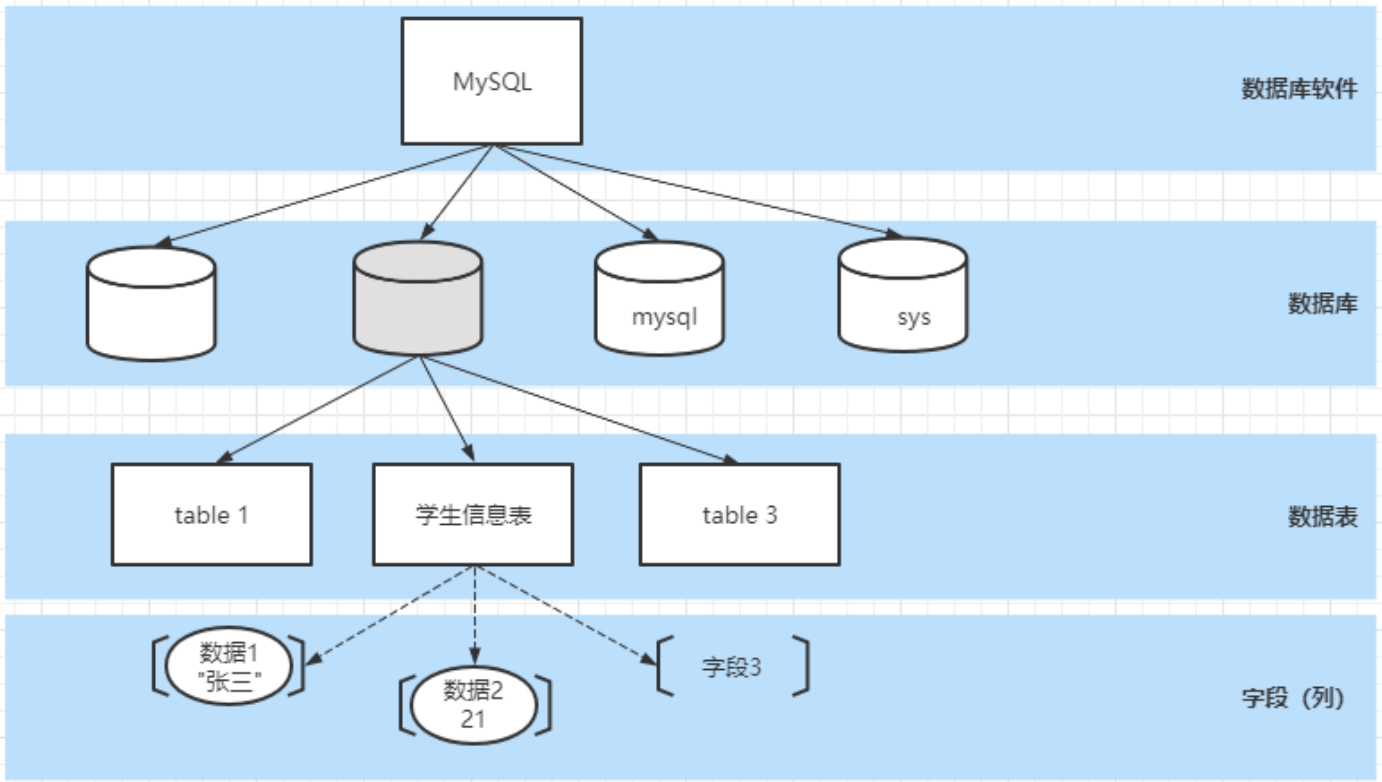 MySQL
数据库软件
mysql
sys
数据库
table 1
学生信息表
table 3
数据表
数据1
"张三"
数据2
21
字段3
字段（列）